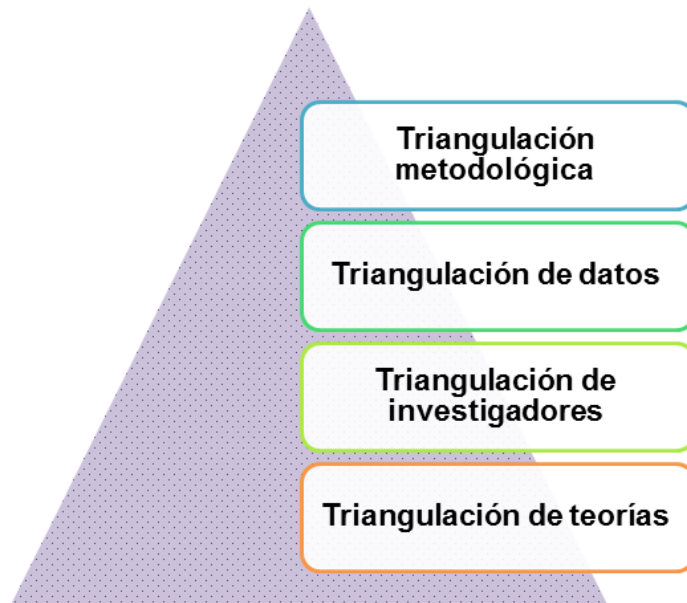 Triangulación
metodológica
Triangulación de datos
Triangulación de
investigadores
Triangulación de teorías